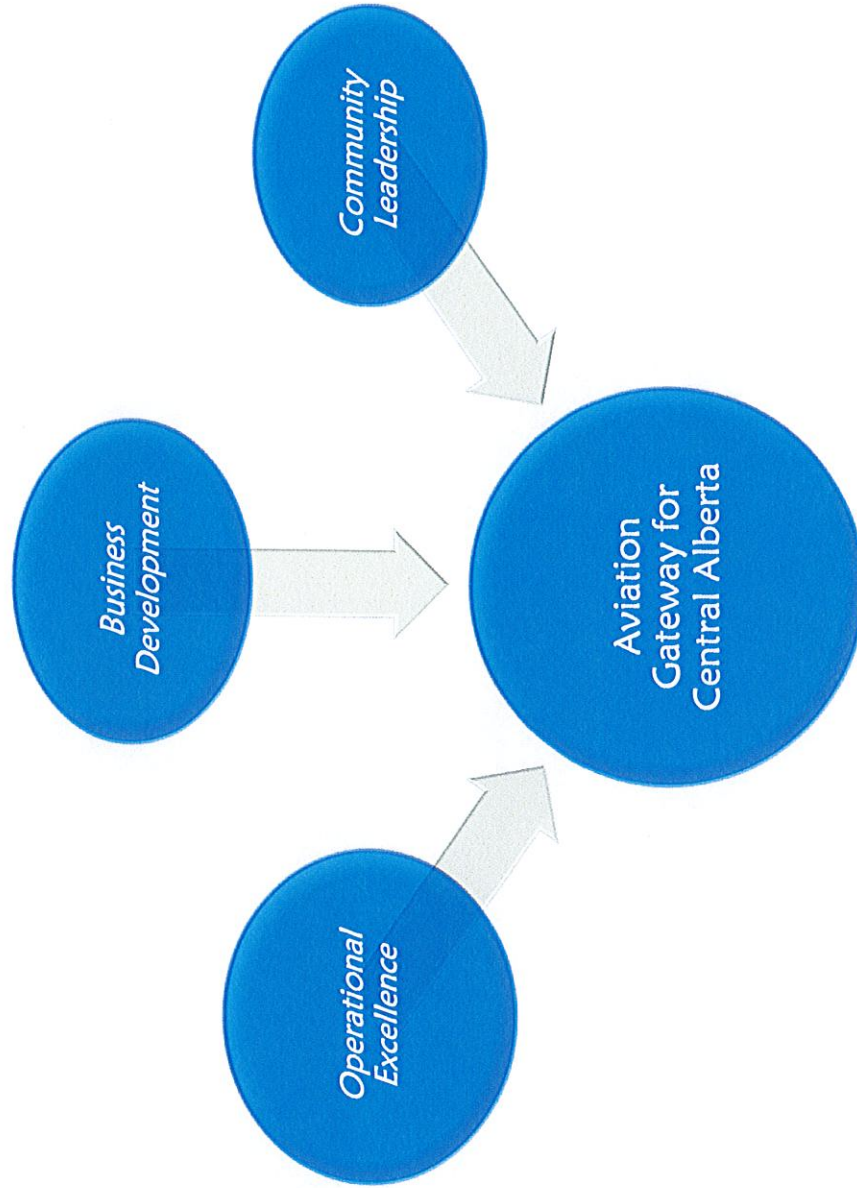 Operational
Excellence
Business
Development
Community
Leadership
Aviation
Gateway for
Central Alberta